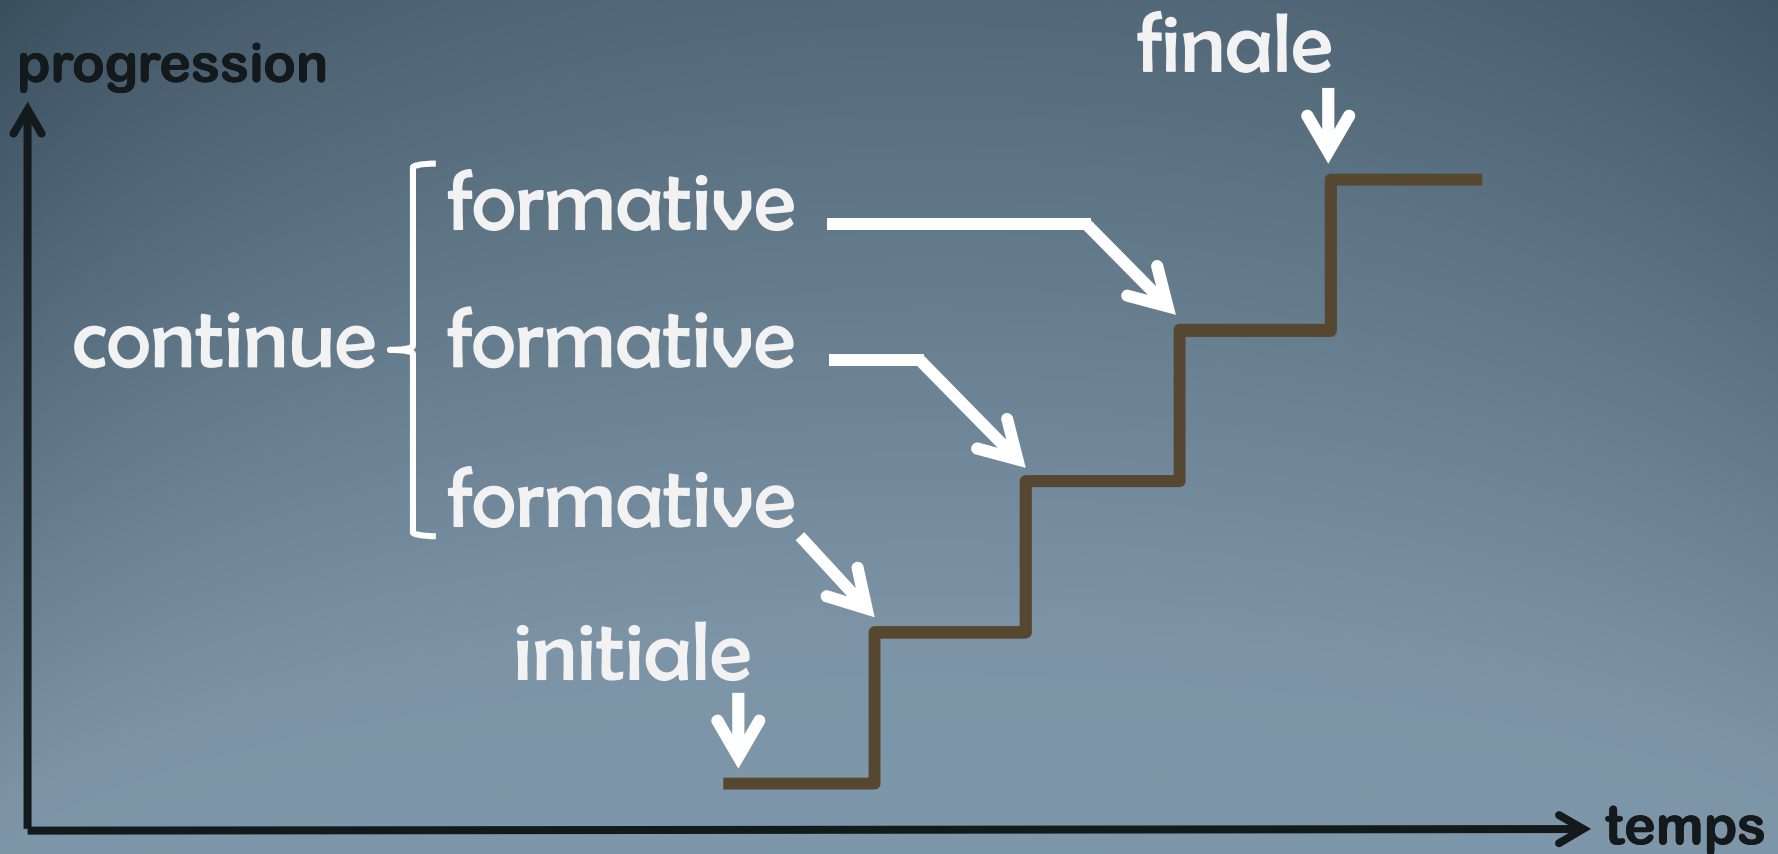 finale
progression
formative
continue
formative
formative
initiale
temps